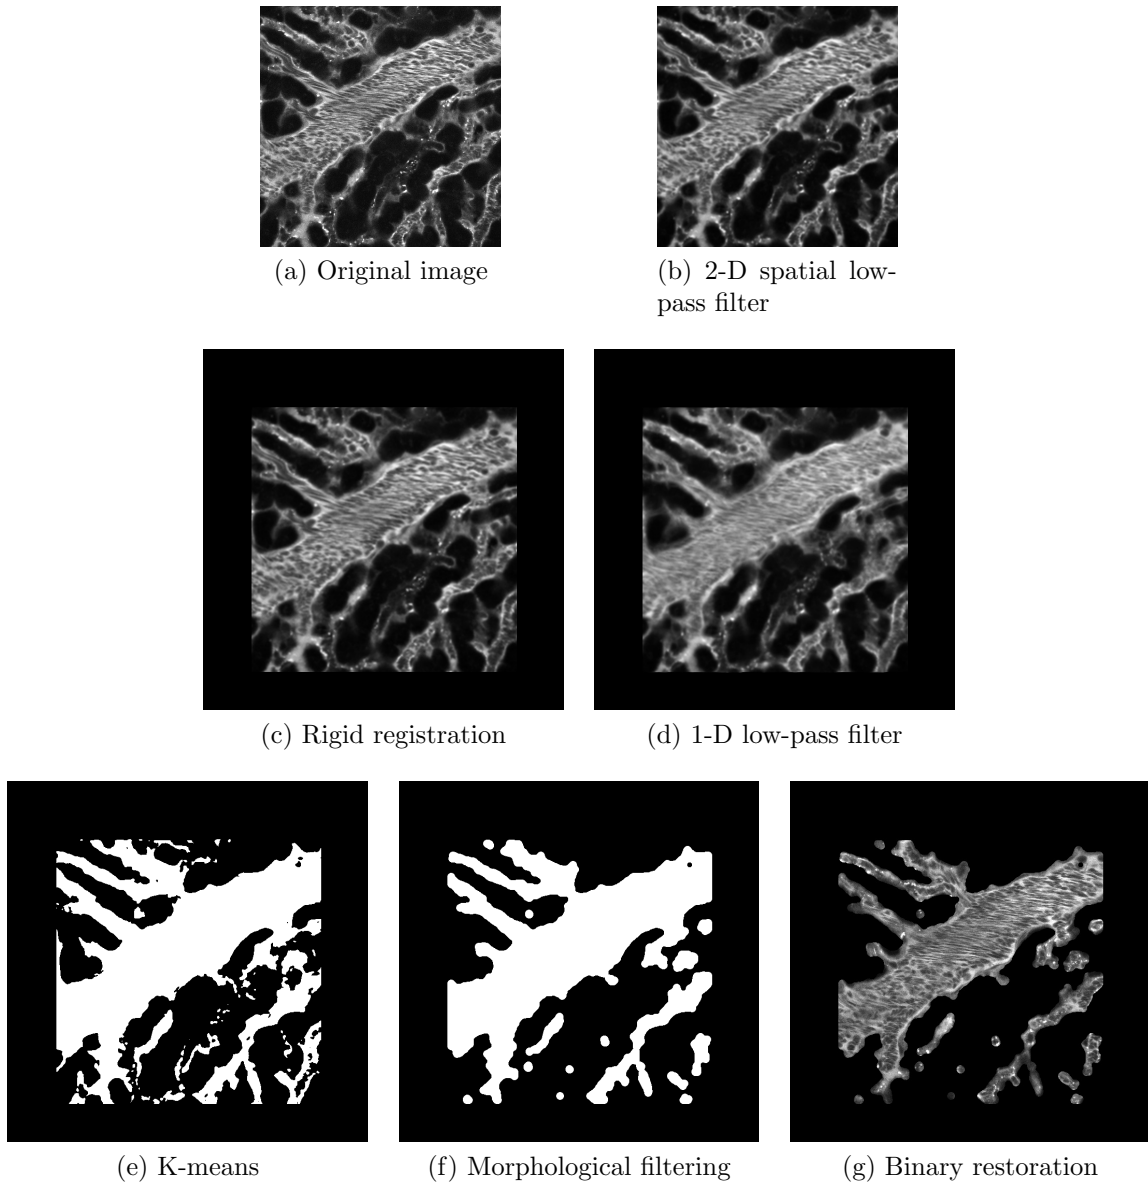 (a) Original image
(b) 2-D spatial low-
pass filter
(c) Rigid registration
(d) 1-D low-pass filter
(e) K-means
(f) Morphological filtering
(g) Binary restoration